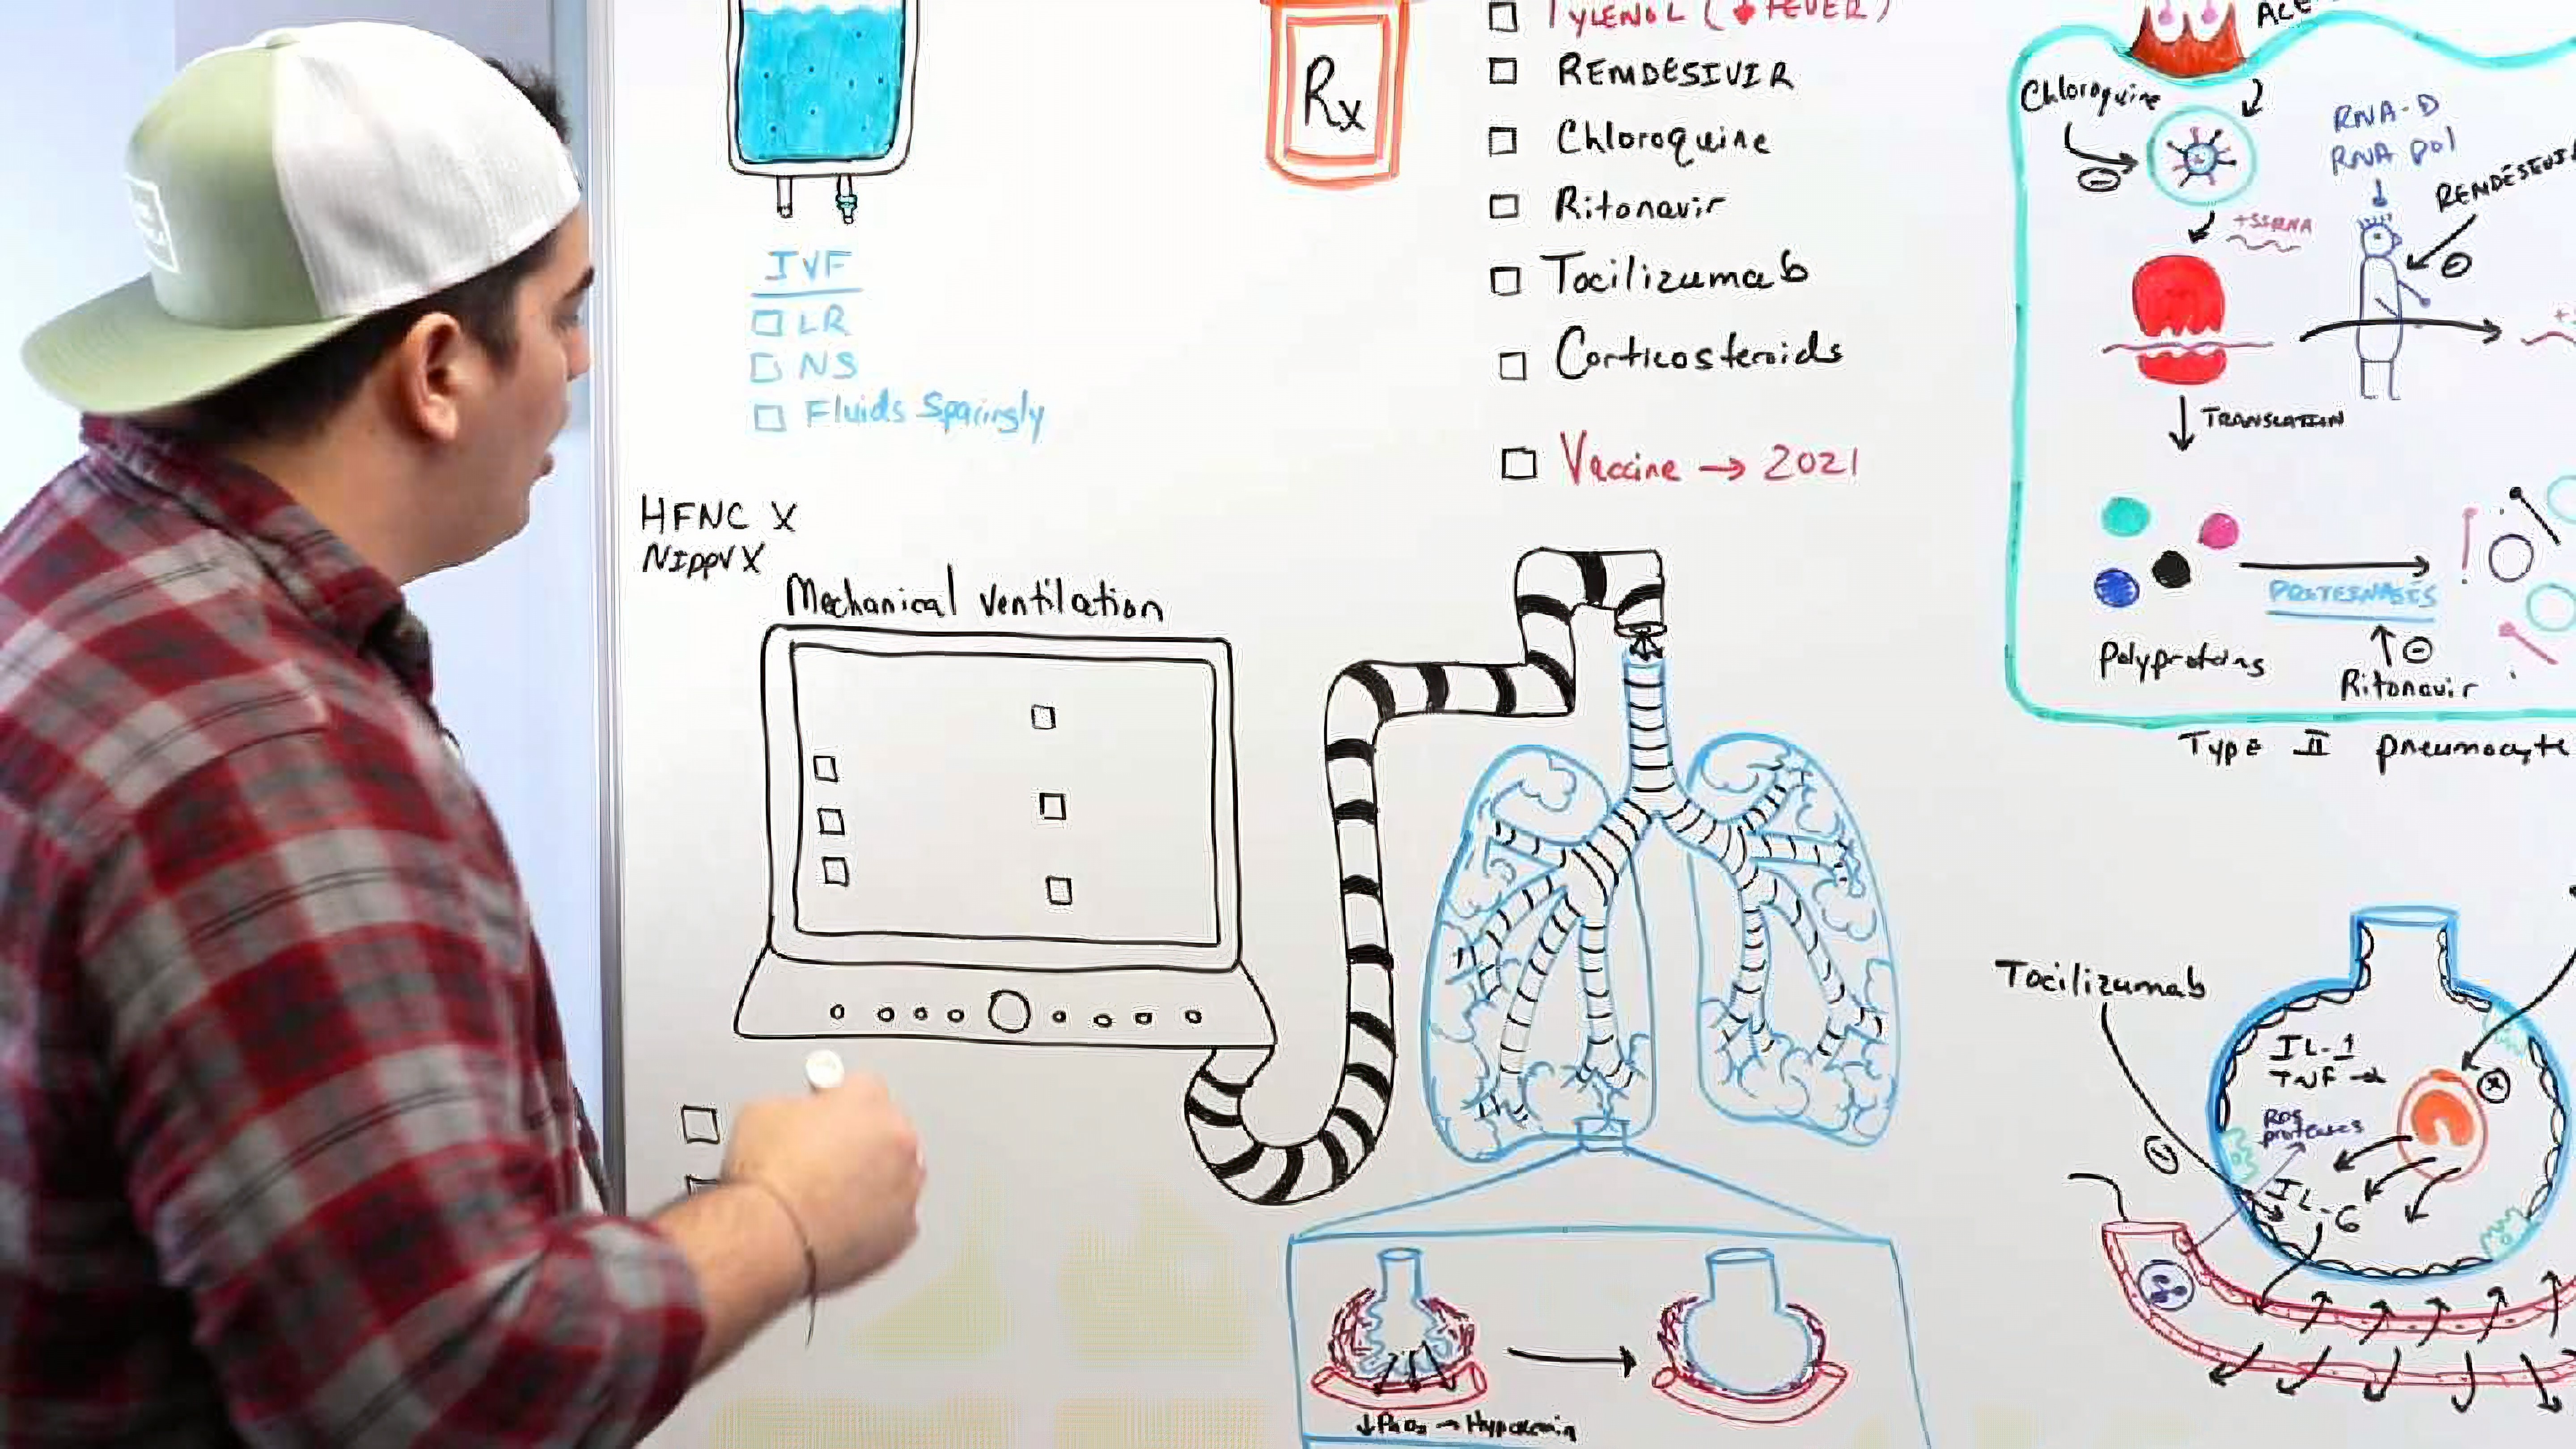 IVF
LR
NS
Fluids Sparingly
HFNC X
NIPPV X
Mechanical Ventilation
Rx
TYLENOL (↓ FEVER)
REMDESIVIR
Chloroquine
Ritonavir
Tocilizumab
Corticosteroids
Vaccine → 2021
↓PaO2 → Hypoxemia
Chloroquine
RNA-D
RNA pol
+SSRNA
TRANSLATION
PROTEINASES
Polyproteins
Ritonavir
Type II pneumocyte
Tocilizumab
IL-1
TNF-α
ROS
proteases
IL-6